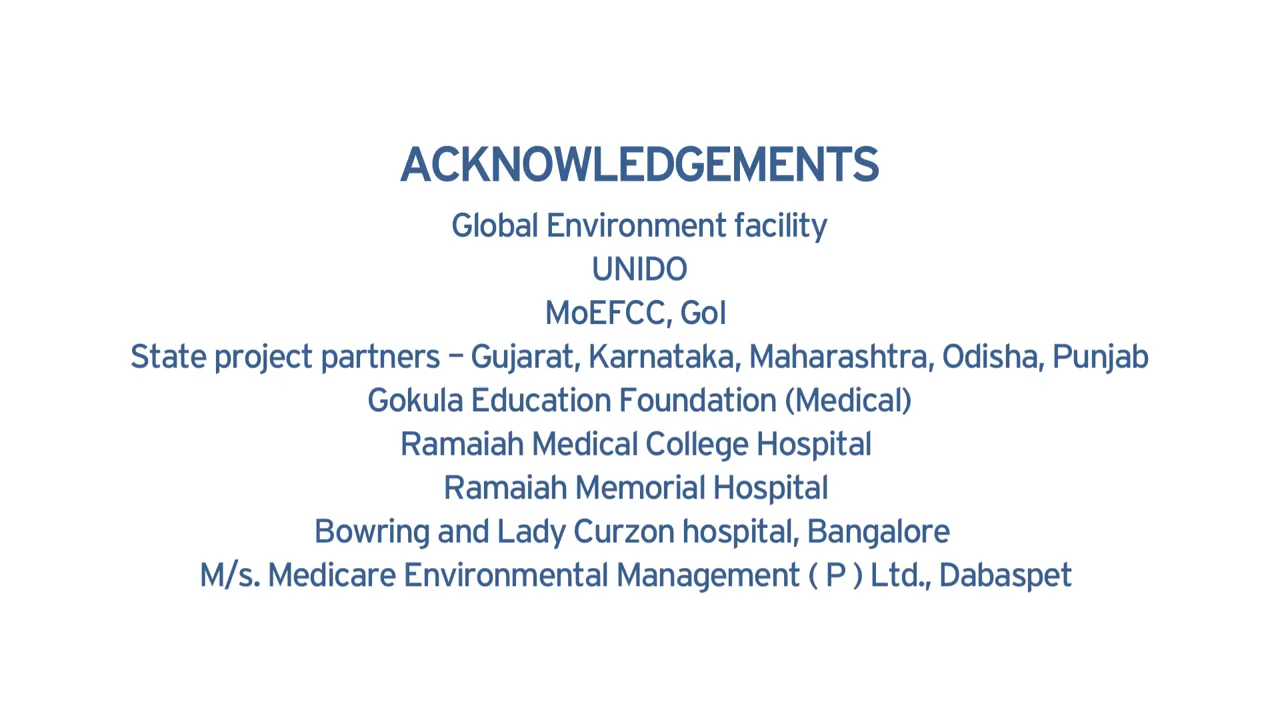 ACKNOWLEDGEMENTS
Global Environment facility
UNIDO
MoEFCC, GoI
State project partners – Gujarat, Karnataka, Maharashtra, Odisha, Punjab
Gokula Education Foundation (Medical)
Ramaiah Medical College Hospital
Ramaiah Memorial Hospital
Bowring and Lady Curzon hospital, Bangalore
M/s. Medicare Environmental Management ( P ) Ltd., Dabaspet